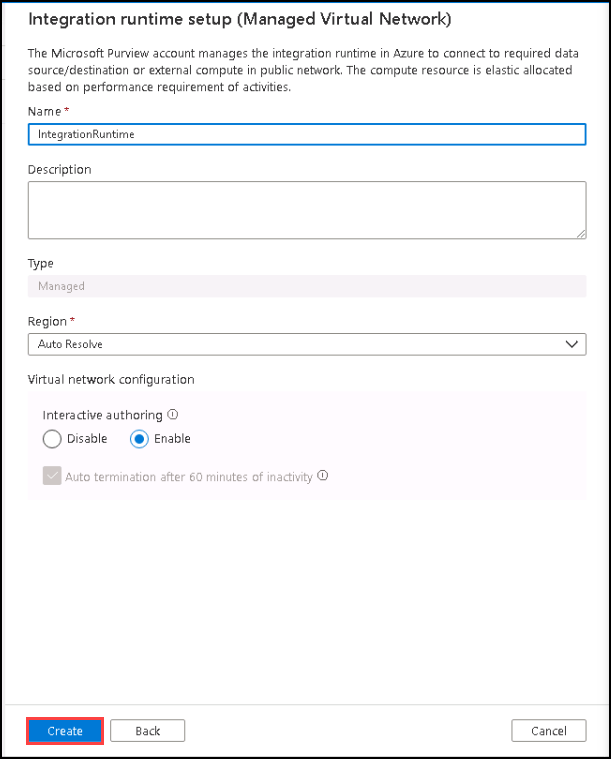 Integration runtime setup (Managed Virtual Network)
The Microsoft Purview account manages the integration runtime in Azure to connect to required data
source/destination or external compute in public network. The compute resource is elastic allocated
based on performance requirement of activities.
Name *
IntegrationRuntime
Description
Type
Managed
Region *
Auto Resolve
Virtual network configuration
Interactive authoring
Disable Enable
Auto termination after 60 minutes of inactivity
Create Back Cancel